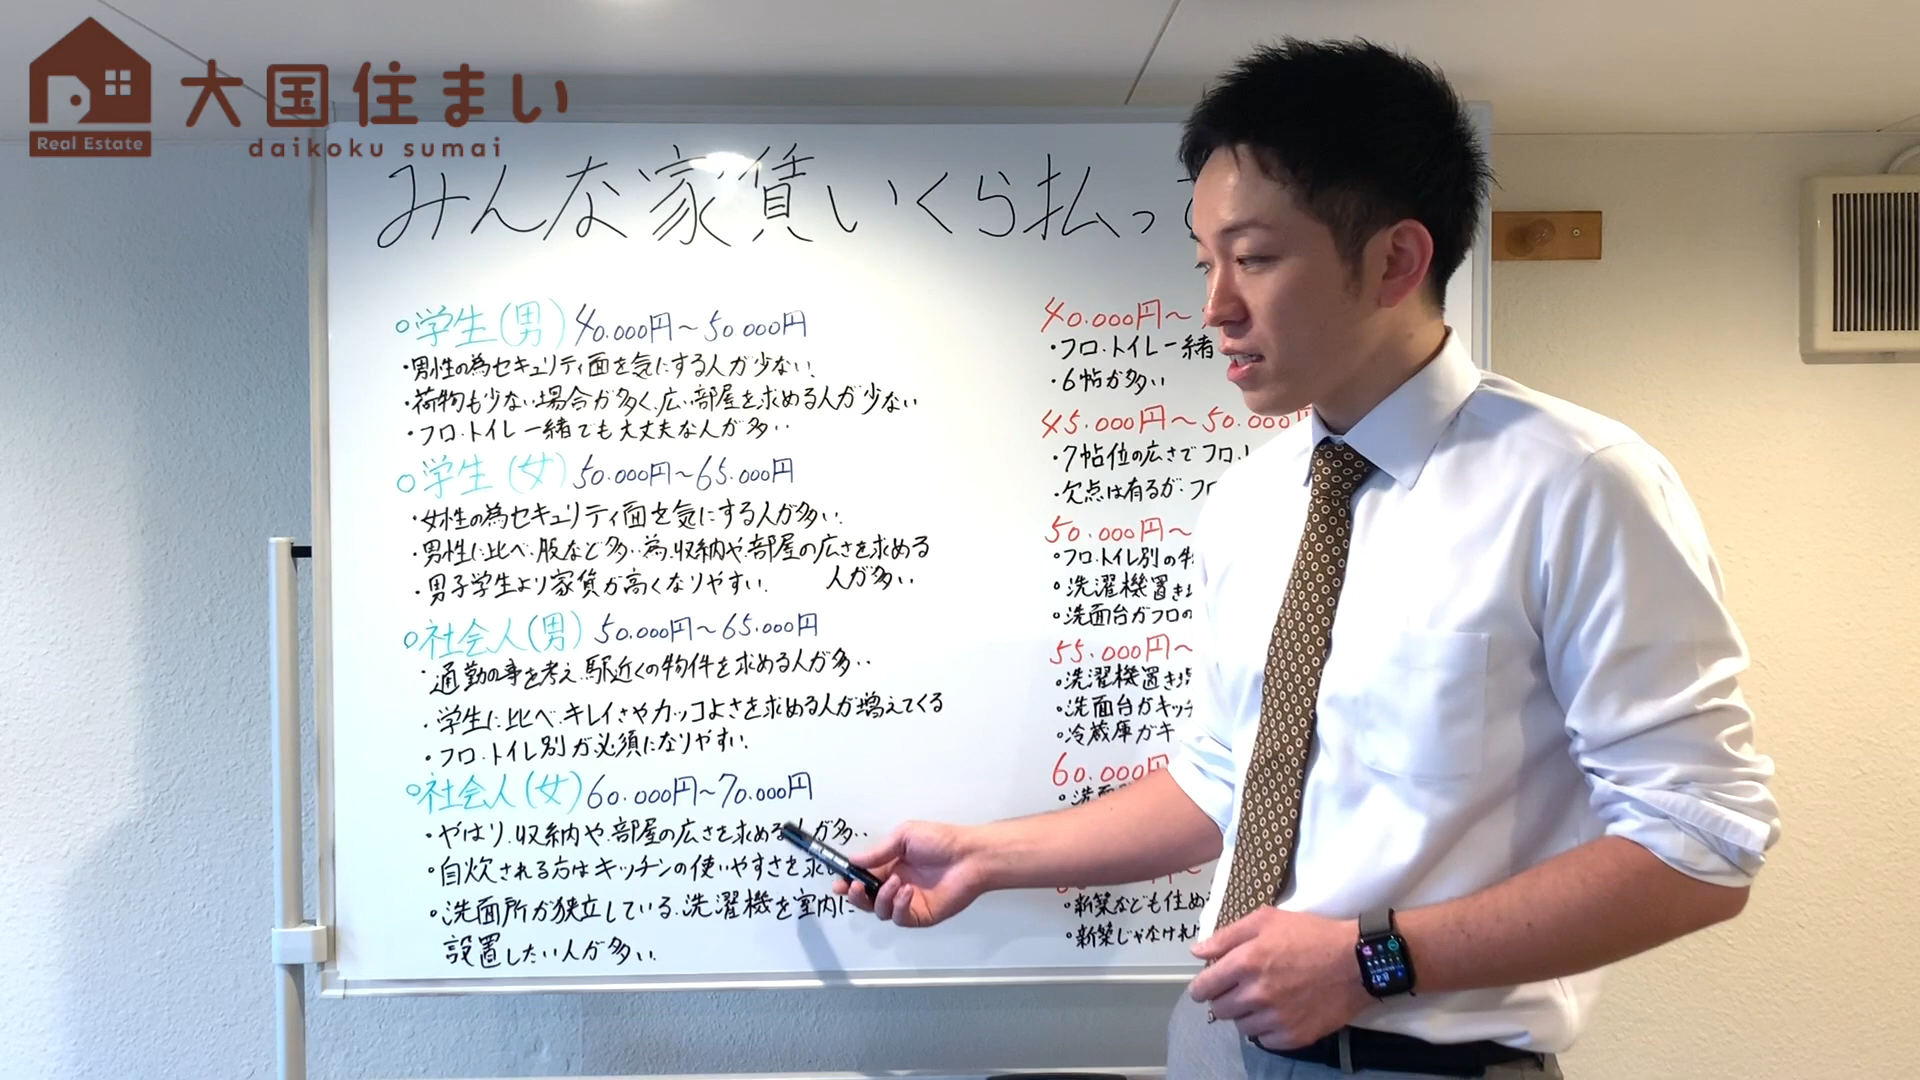 大国住まい
Real Estate
daikoku sumai
みんな家賃いくら払って
○学生(男) 40.000円〜50.000円
・男性の為セキュリティ面を気にする人が少ない.
・荷物も少ない場合が多く.広い部屋を求める人が少ない
・フロ.トイレ一緒でも大丈夫な人が多い.
○学生(女) 50.000円〜65.000円
・女性の為セキュリティ面を気にする人が多い.
・男性に比べ.服など多い為.収納や.部屋の広さを求める
人が多い.
・男子学生より家賃が高くなりやすい.
○社会人(男) 50.000円〜65.000円
・通勤の事を考え.駅近くの物件を求める人が多い.
・学生に比べ.キレイさやカッコよさを求める人が増えてくる
・フロ.トイレ別が必須になりやすい.
○社会人(女) 60.000円〜70.000円
・やはり.収納や.部屋の広さを求める人が多い.
・自炊される方はキッチンの使いやすさを求
○洗面所が独立している.洗濯機を室内に
設置したい人が多い.
40.000円〜
・フロ.トイレ一緒
・6帖が多い
45.000円〜50.000円
・7帖位の広さでフロ.
・欠点は有るが.フロ
50.000円〜
○フロ.トイレ別の
○洗濯機置き
○洗面台がフロの
55.000円〜
○洗濯機置き場
○洗面台がキッチ
○冷蔵庫がキ
60.000円
○洗面
○新築なども住め
○新築じゃなければ
8:47